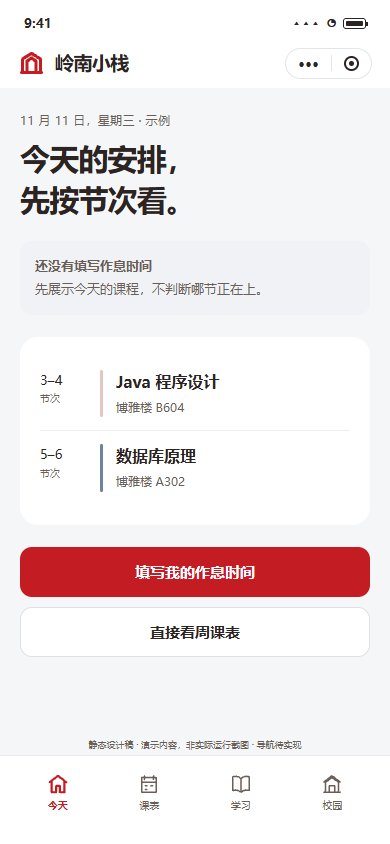 9:41
岭南小栈
11 月 11 日，星期三 · 示例
今天的安排，
先按节次看。
还没有填写作息时间
先展示今天的课程，不判断哪节正在上。
3–4
节次
Java 程序设计
博雅楼 B604
5–6
节次
数据库原理
博雅楼 A302
填写我的作息时间
直接看周课表
静态设计稿 · 演示内容，非实际运行截图 · 导航待实现
今天
课表
学习
校园